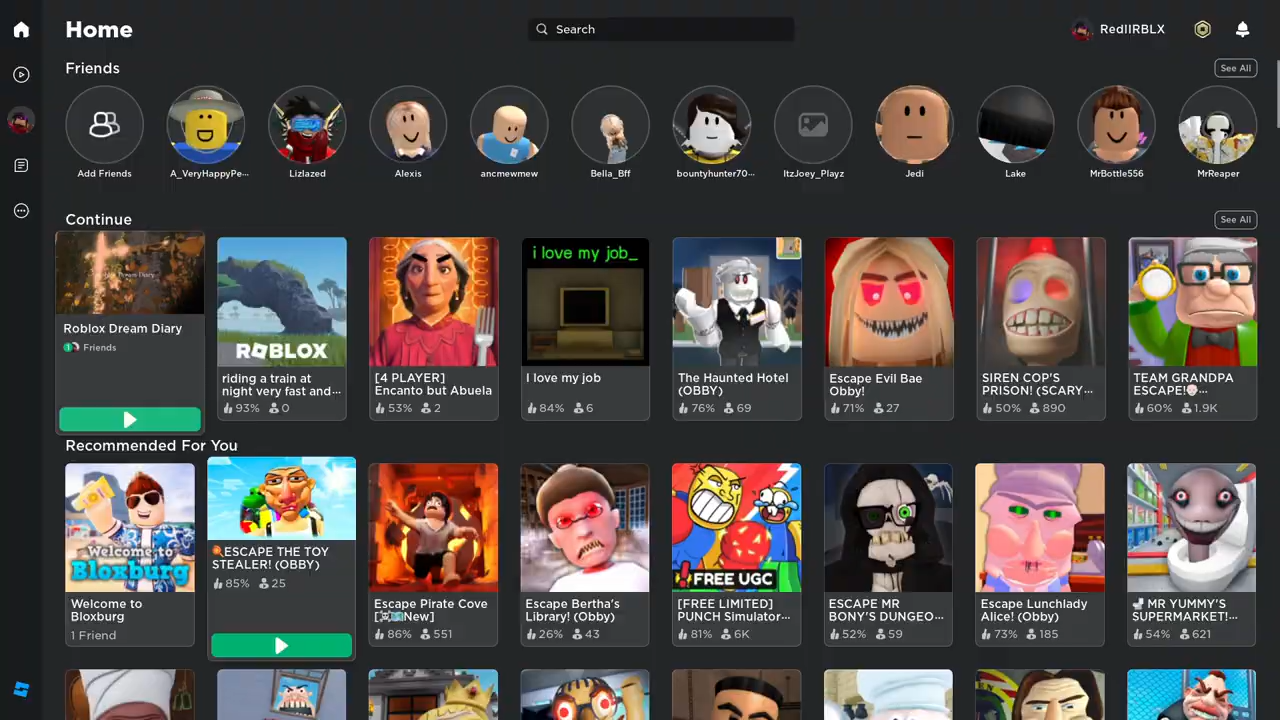 Home
Search
RedIIRBLX
Friends
See All
Add Friends
A_VeryHappyPe...
Lizlazed
Alexis
ancmewmew
Bella_Bff
bountyhunter70...
ItzJoey_Playz
Jedi
Lake
MrBottle556
MrReaper
Continue
See All
Roblox Dream Diary
Roblox Dream Diary
1 Friends
ROBLOX
riding a train at
night very fast and...
93% 0
[4 PLAYER]
Encanto but Abuela
53% 2
i love my job_
I love my job
84% 6
The Haunted Hotel
(OBBY)
76% 69
Escape Evil Bae
Obby!
71% 27
SIREN COP'S
PRISON! (SCARY...
50% 890
TEAM GRANDPA
ESCAPE!👴🏻...
60% 1.9K
Recommended For You
Welcome to
Bloxburg
Welcome to
Bloxburg
1 Friend
ESCAPE THE TOY
STEALER! (OBBY)
85% 25
Escape Pirate Cove
[☠🗺New]
86% 551
Escape Bertha's
Library! (Obby)
26% 43
! FREE UGC
[FREE LIMITED]
PUNCH Simulator...
81% 6K
ESCAPE MR
BONY'S DUNGEO...
52% 59
Escape Lunchlady
Alice! (Obby)
73% 185
🚽 MR YUMMY'S
SUPERMARKET!...
54% 621